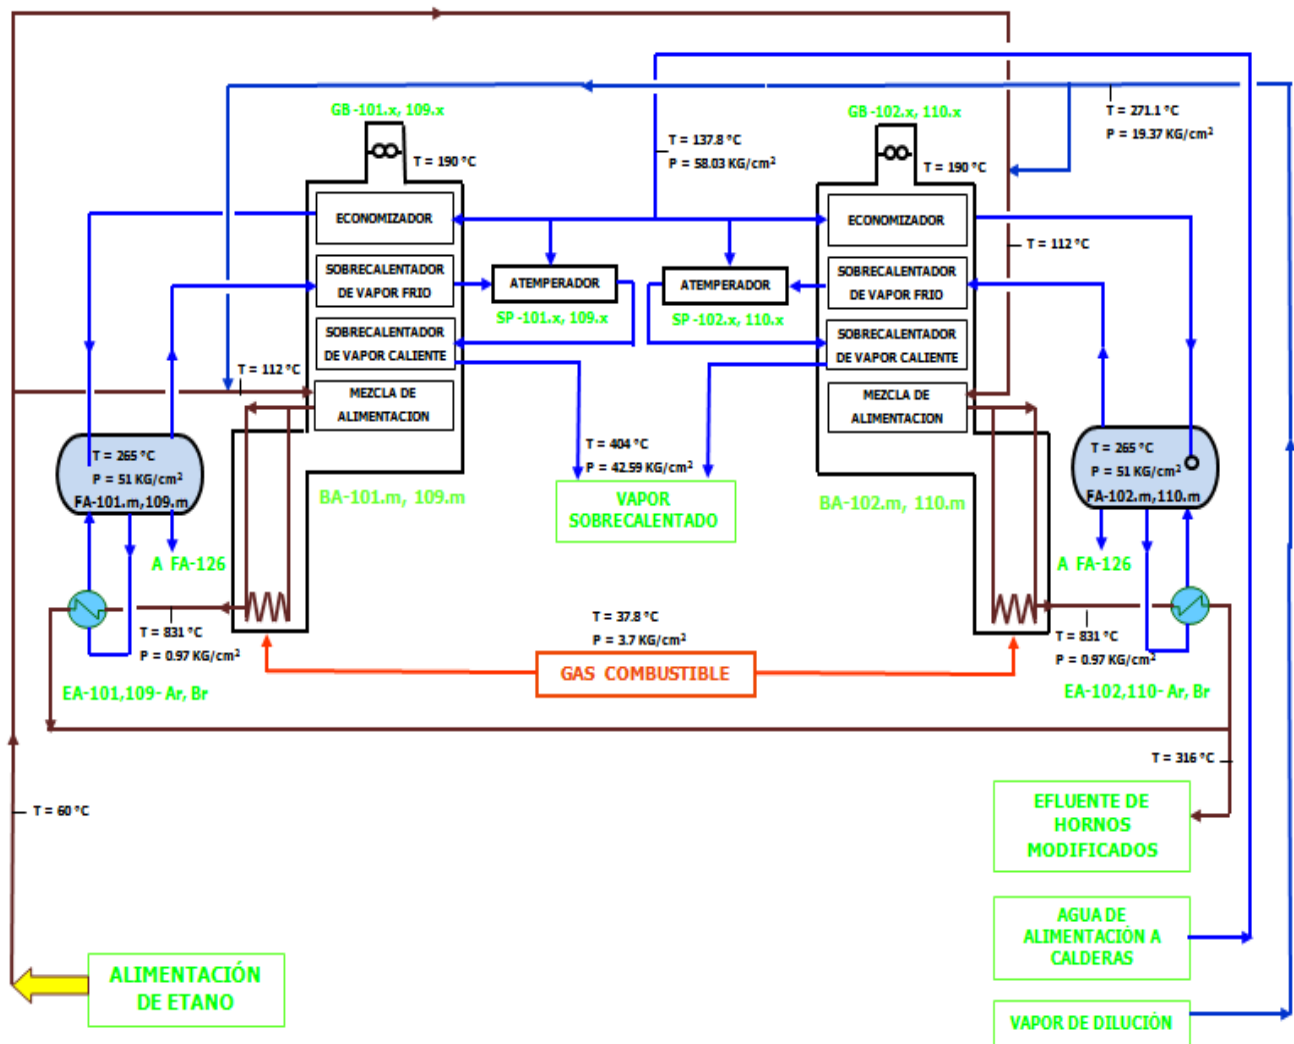 T = 271.1 °C
P = 19.37 KG/cm2
GB -101.x, 109.x
GB -102.x, 110.x
T = 137.8 °C
P = 58.03 KG/cm2
T = 190 °C
T = 190 °C
ECONOMIZADOR
ECONOMIZADOR
T = 112 °C
SOBRECALENTADOR
DE VAPOR FRIO
ATEMPERADOR
ATEMPERADOR
SOBRECALENTADOR
DE VAPOR FRIO
SP -101.x, 109.x
SP -102.x, 110.x
SOBRECALENTADOR
DE VAPOR CALIENTE
SOBRECALENTADOR
DE VAPOR CALIENTE
T = 112 °C
MEZCLA DE
ALIMENTACION
MEZCLA DE
ALIMENTACION
T = 265 °C
P = 51 KG/cm2
FA-101.m, 109.m
T = 404 °C
P = 42.59 KG/cm2
T = 265 °C
P = 51 KG/cm2
FA-102.m, 110.m
BA-101.m, 109.m
VAPOR
SOBRECALENTADO
BA-102.m, 110.m
A FA-126
A FA-126
T = 831 °C
P = 0.97 KG/cm2
T = 37.8 °C
P = 3.7 KG/cm2
T = 831 °C
P = 0.97 KG/cm2
GAS COMBUSTIBLE
EA-101,109- Ar, Br
EA-102,110- Ar, Br
T = 316 °C
T = 60 °C
EFLUENTE DE
HORNOS
MODIFICADOS
AGUA DE
ALIMENTACIÓN A
CALDERAS
ALIMENTACIÓN
DE ETANO
VAPOR DE DILUCIÓN